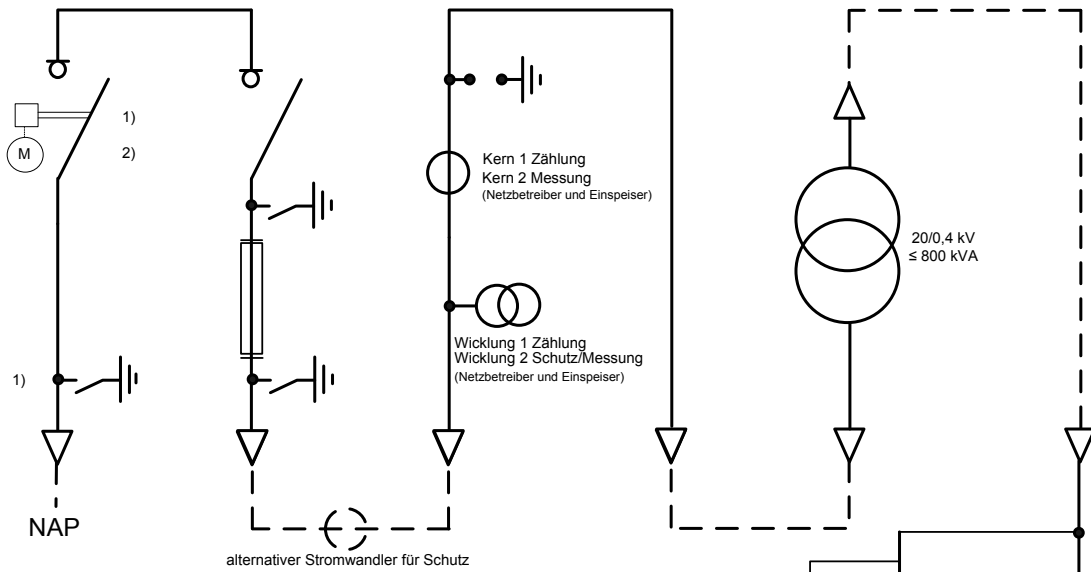 1)
M
2)
Kern 1 Zählung
Kern 2 Messung
(Netzbetreiber und Einspeiser)
20/0,4 kV
≤ 800 kVA
Wicklung 1 Zählung
Wicklung 2 Schutz/Messung
(Netzbetreiber und Einspeiser)
1)
NAP
alternativer Stromwandler für Schutz